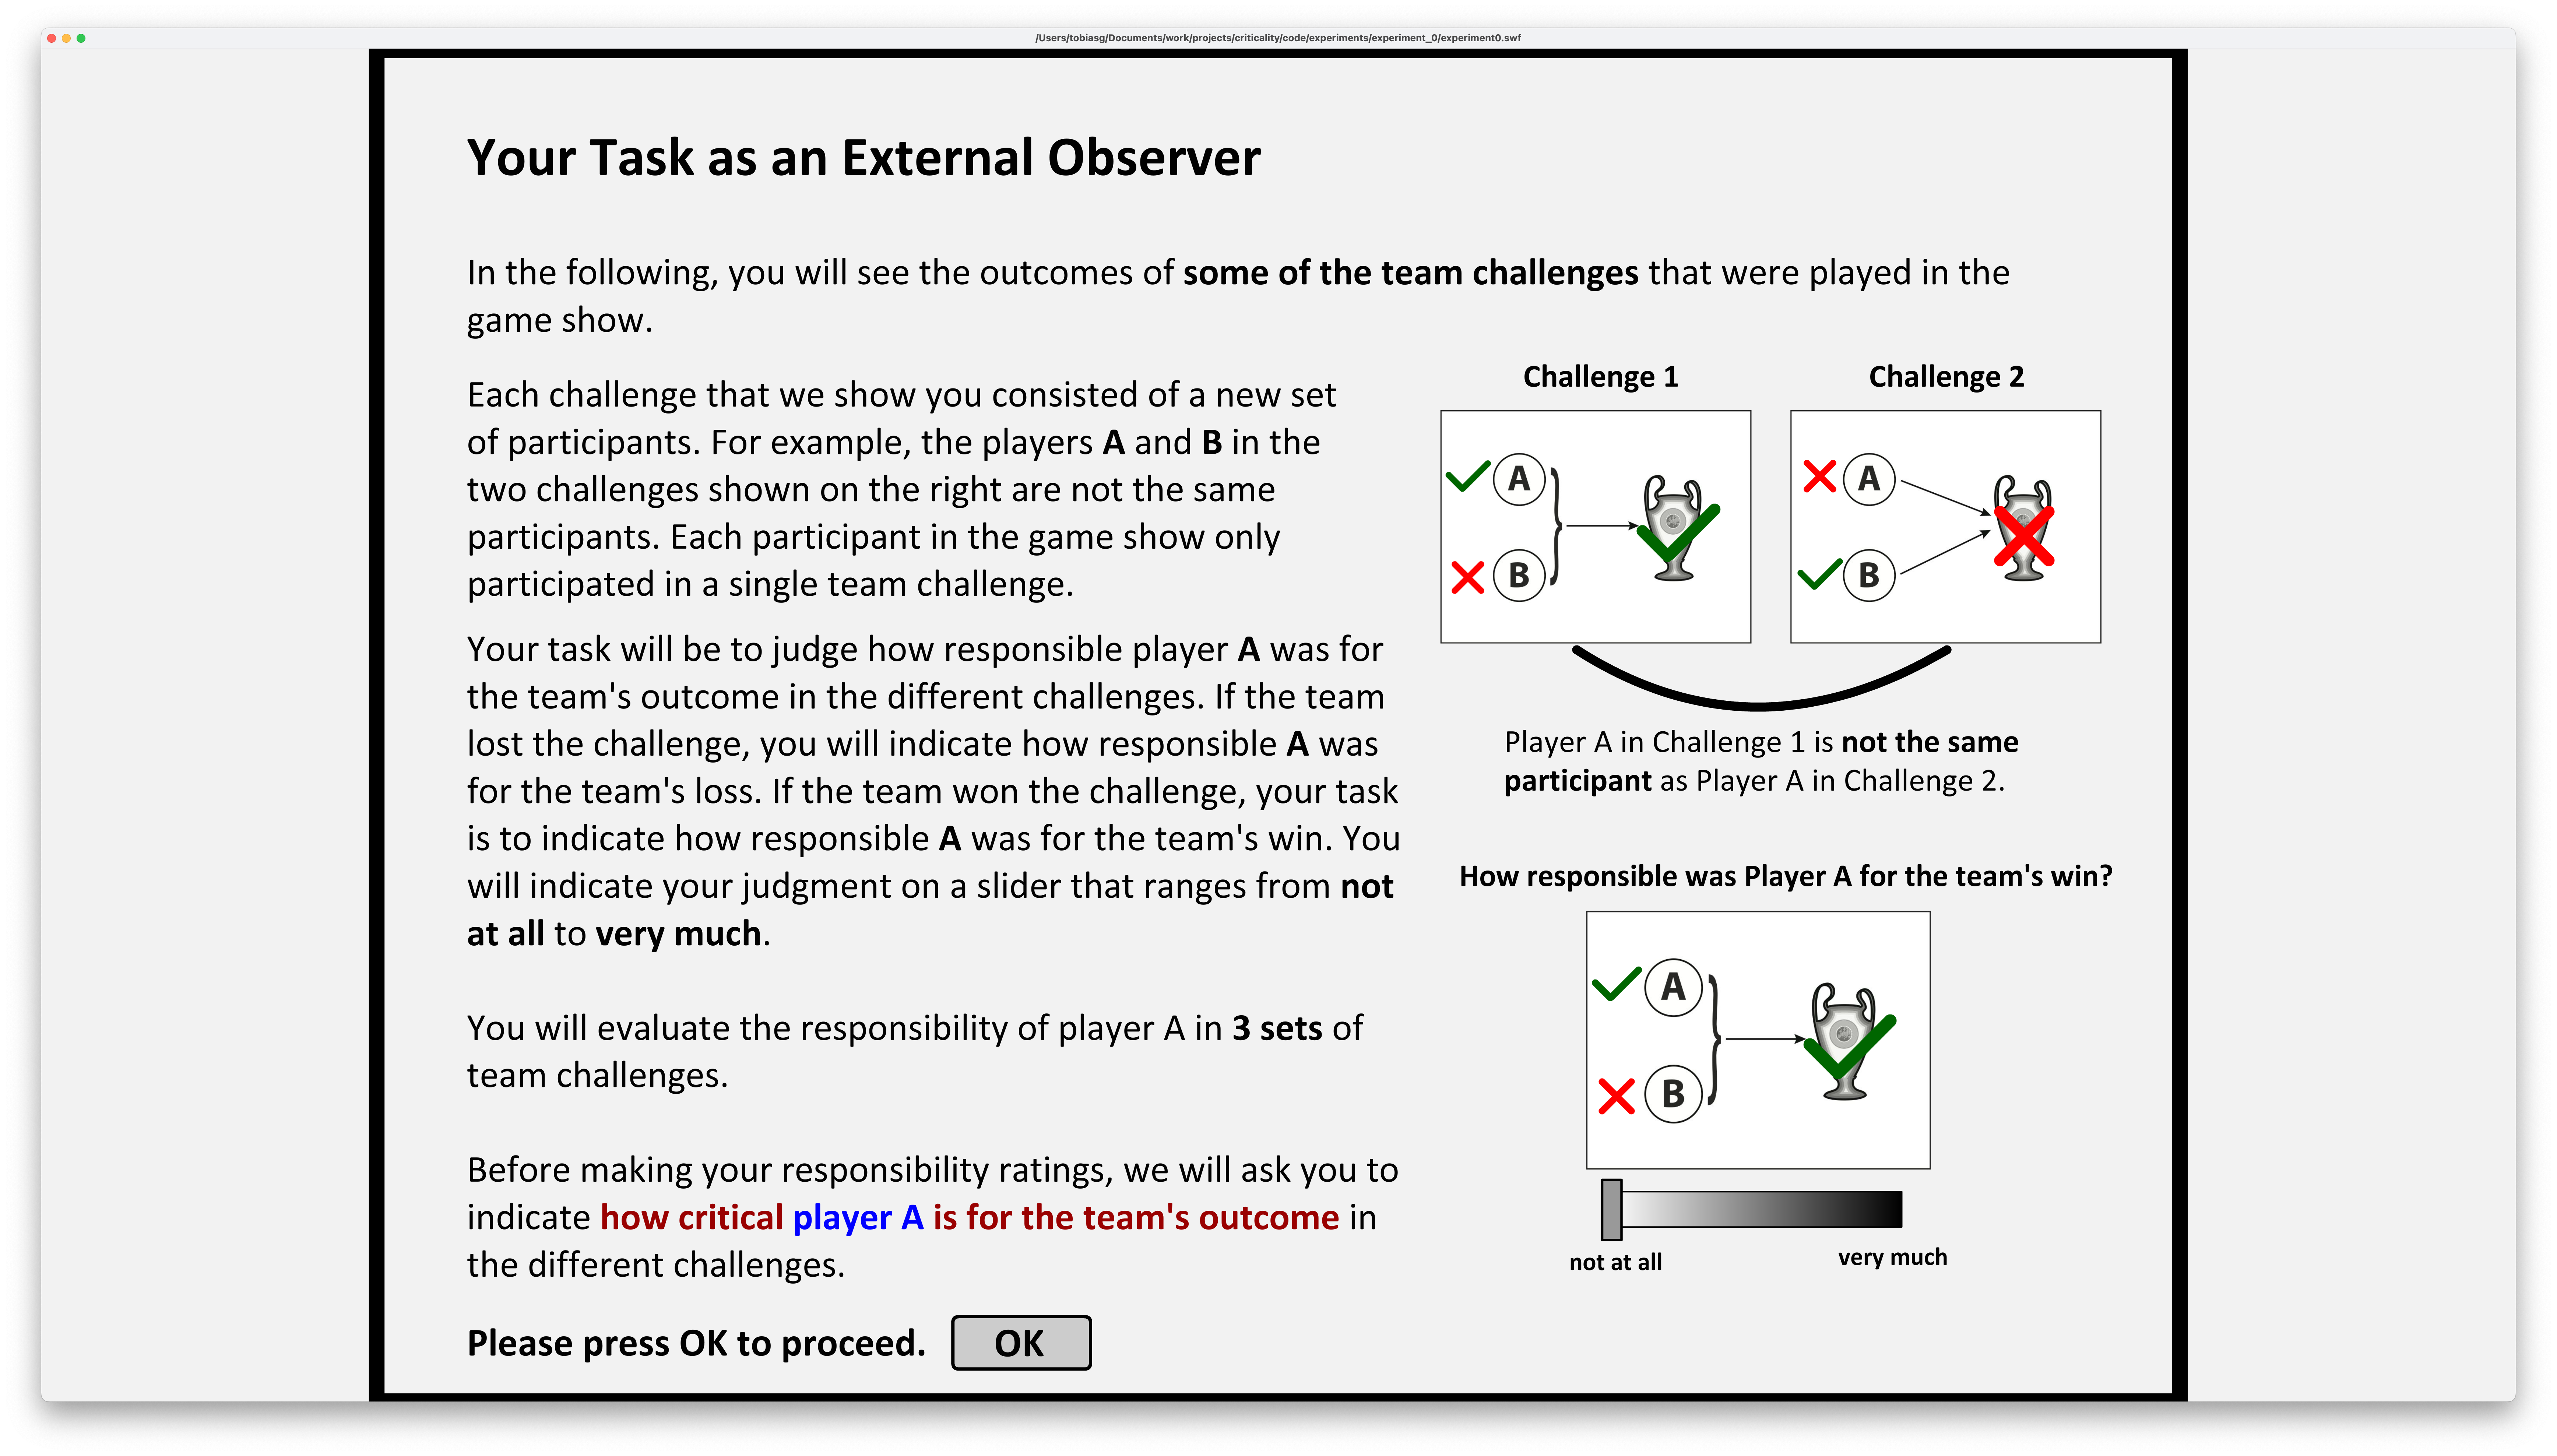 /Users/tobiasg/Documents/work/projects/criticality/code/experiments/experiment_0/experiment0.swf
Your Task as an External Observer
In the following, you will see the outcomes of some of the team challenges that were played in the
game show.
Each challenge that we show you consisted of a new set
of participants. For example, the players A and B in the
two challenges shown on the right are not the same
participants. Each participant in the game show only
participated in a single team challenge.
Your task will be to judge how responsible player A was for
the team's outcome in the different challenges. If the team
lost the challenge, you will indicate how responsible A was
for the team's loss. If the team won the challenge, your task
is to indicate how responsible A was for the team's win. You
will indicate your judgment on a slider that ranges from not
at all to very much.
You will evaluate the responsibility of player A in 3 sets of
team challenges.
Before making your responsibility ratings, we will ask you to
indicate how critical player A is for the team's outcome in
the different challenges.
Please press OK to proceed.
OK
Challenge 1
A
B
Challenge 2
A
B
Player A in Challenge 1 is not the same
participant as Player A in Challenge 2.
How responsible was Player A for the team's win?
A
B
not at all
very much